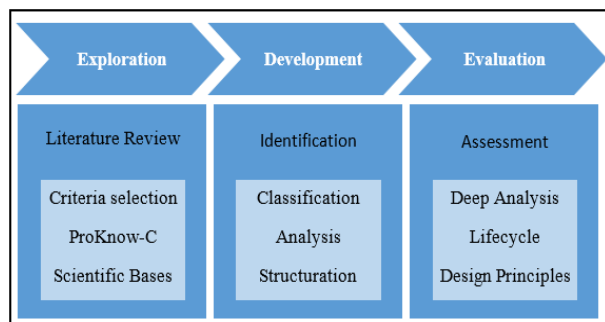 Exploration
Development
Evaluation
Literature Review
Criteria selection
ProKnow-C
Scientific Bases
Identification
Classification
Analysis
Structuration
Assessment
Deep Analysis
Lifecycle
Design Principles